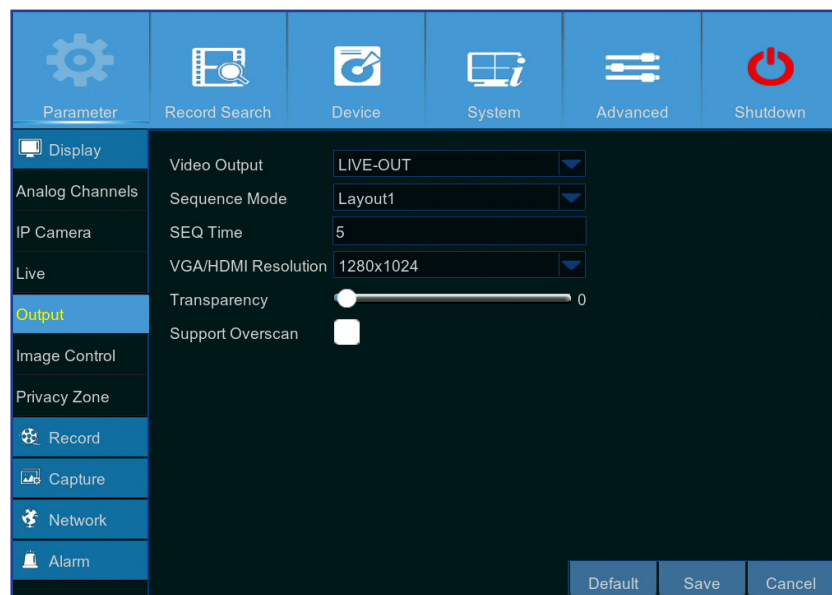 Parameter
Record Search
Device
System
Advanced
Shutdown
Display
Analog Channels
IP Camera
Live
Output
Image Control
Privacy Zone
Record
Capture
Network
Alarm
Video Output LIVE-OUT
Sequence Mode Layout1
SEQ Time 5
VGA/HDMI Resolution 1280x1024
Transparency 0
Support Overscan
Default Save Cancel